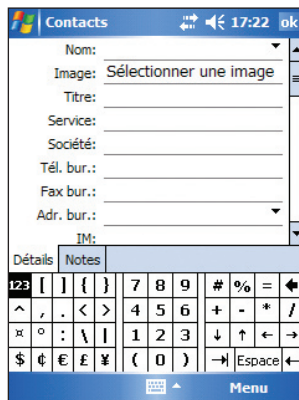 Contacts 17:22 ok
Nom:
Image: Sélectionner une image
Titre:
Service:
Société:
Tél. bur.:
Fax bur.:
Adr. bur.:
IM:
Détails Notes
123 [ ] { } 7 8 9 # % =
^ , . < > 4 5 6 + - * /
¤ ° : \ | 1 2 3 ↓ ↑ ← →
$ ¢ € £ ¥ ( 0 ) Espace
Menu